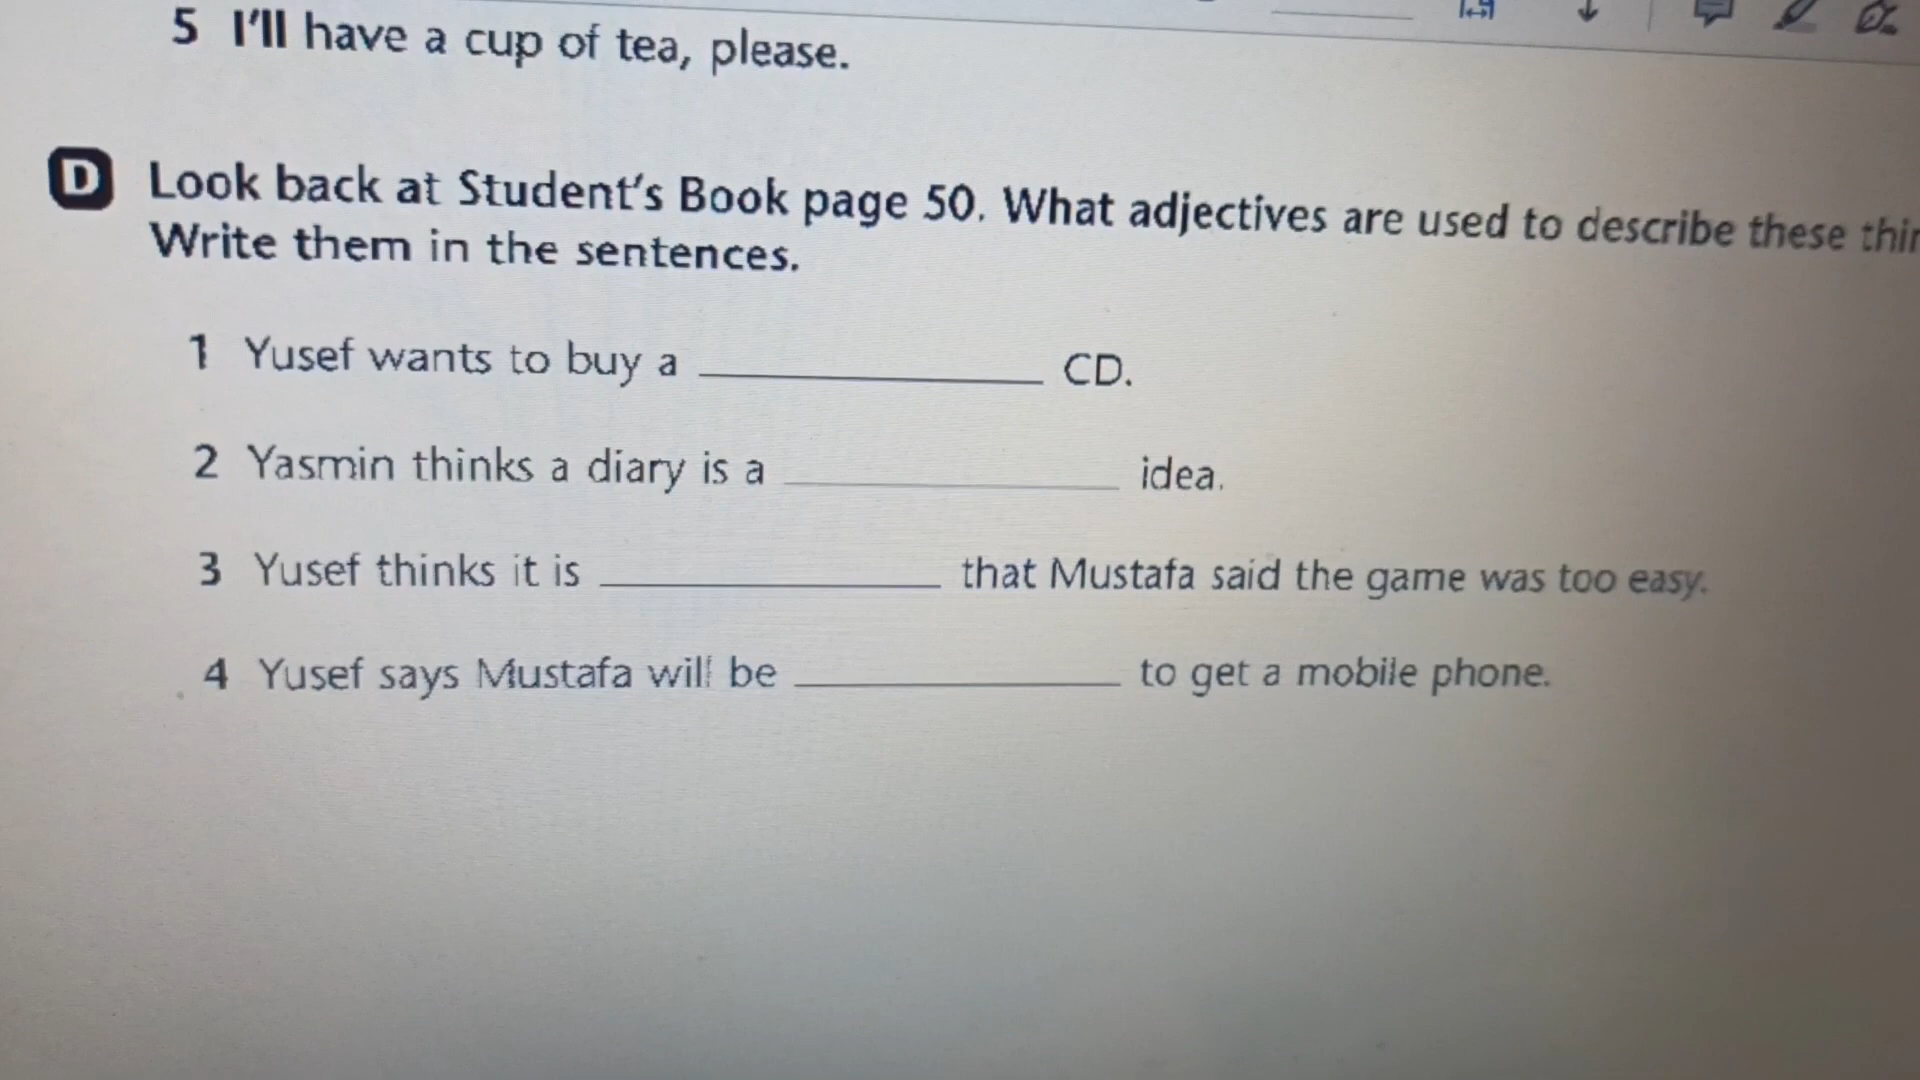 5 I'll have a cup of tea, please.
D Look back at Student's Book page 50. What adjectives are used to describe these
Write them in the sentences.
1 Yusef wants to buy a __________ CD.
2 Yasmin thinks a diary is a __________ idea.
3 Yusef thinks it is __________ that Mustafa said the game was too easy.
4 Yusef says Mustafa will be __________ to get a mobile phone.